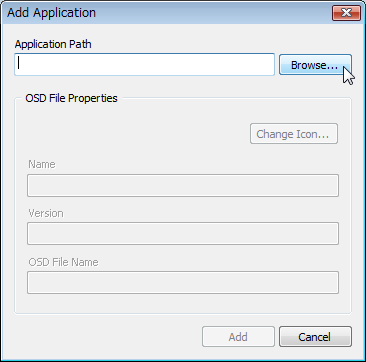 Add Application
Application Path
Browse...
OSD File Properties
Change Icon...
Name
Version
OSD File Name
Add
Cancel